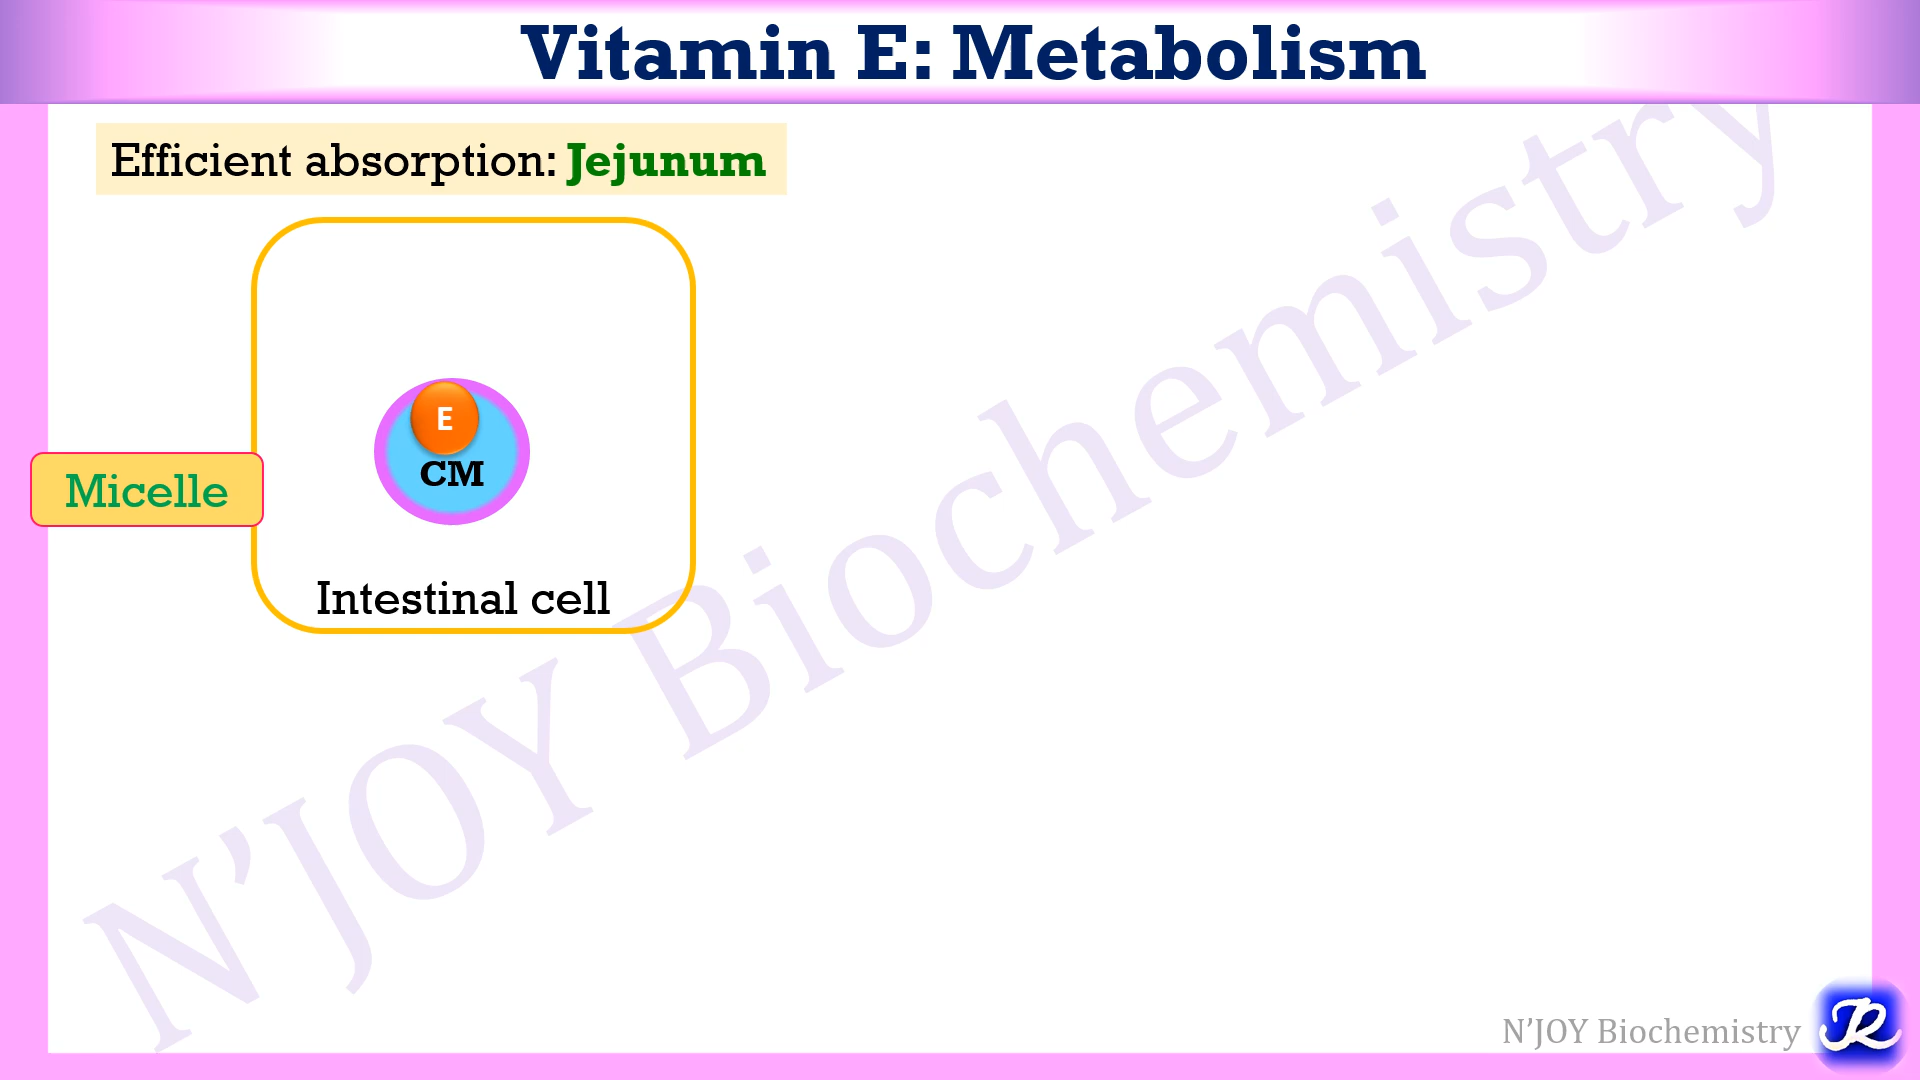 Vitamin E: Metabolism
Efficient absorption: Jejunum
E
CM
Micelle
Intestinal cell
N’JOY Biochemistry
N’JOY Biochemistry
R